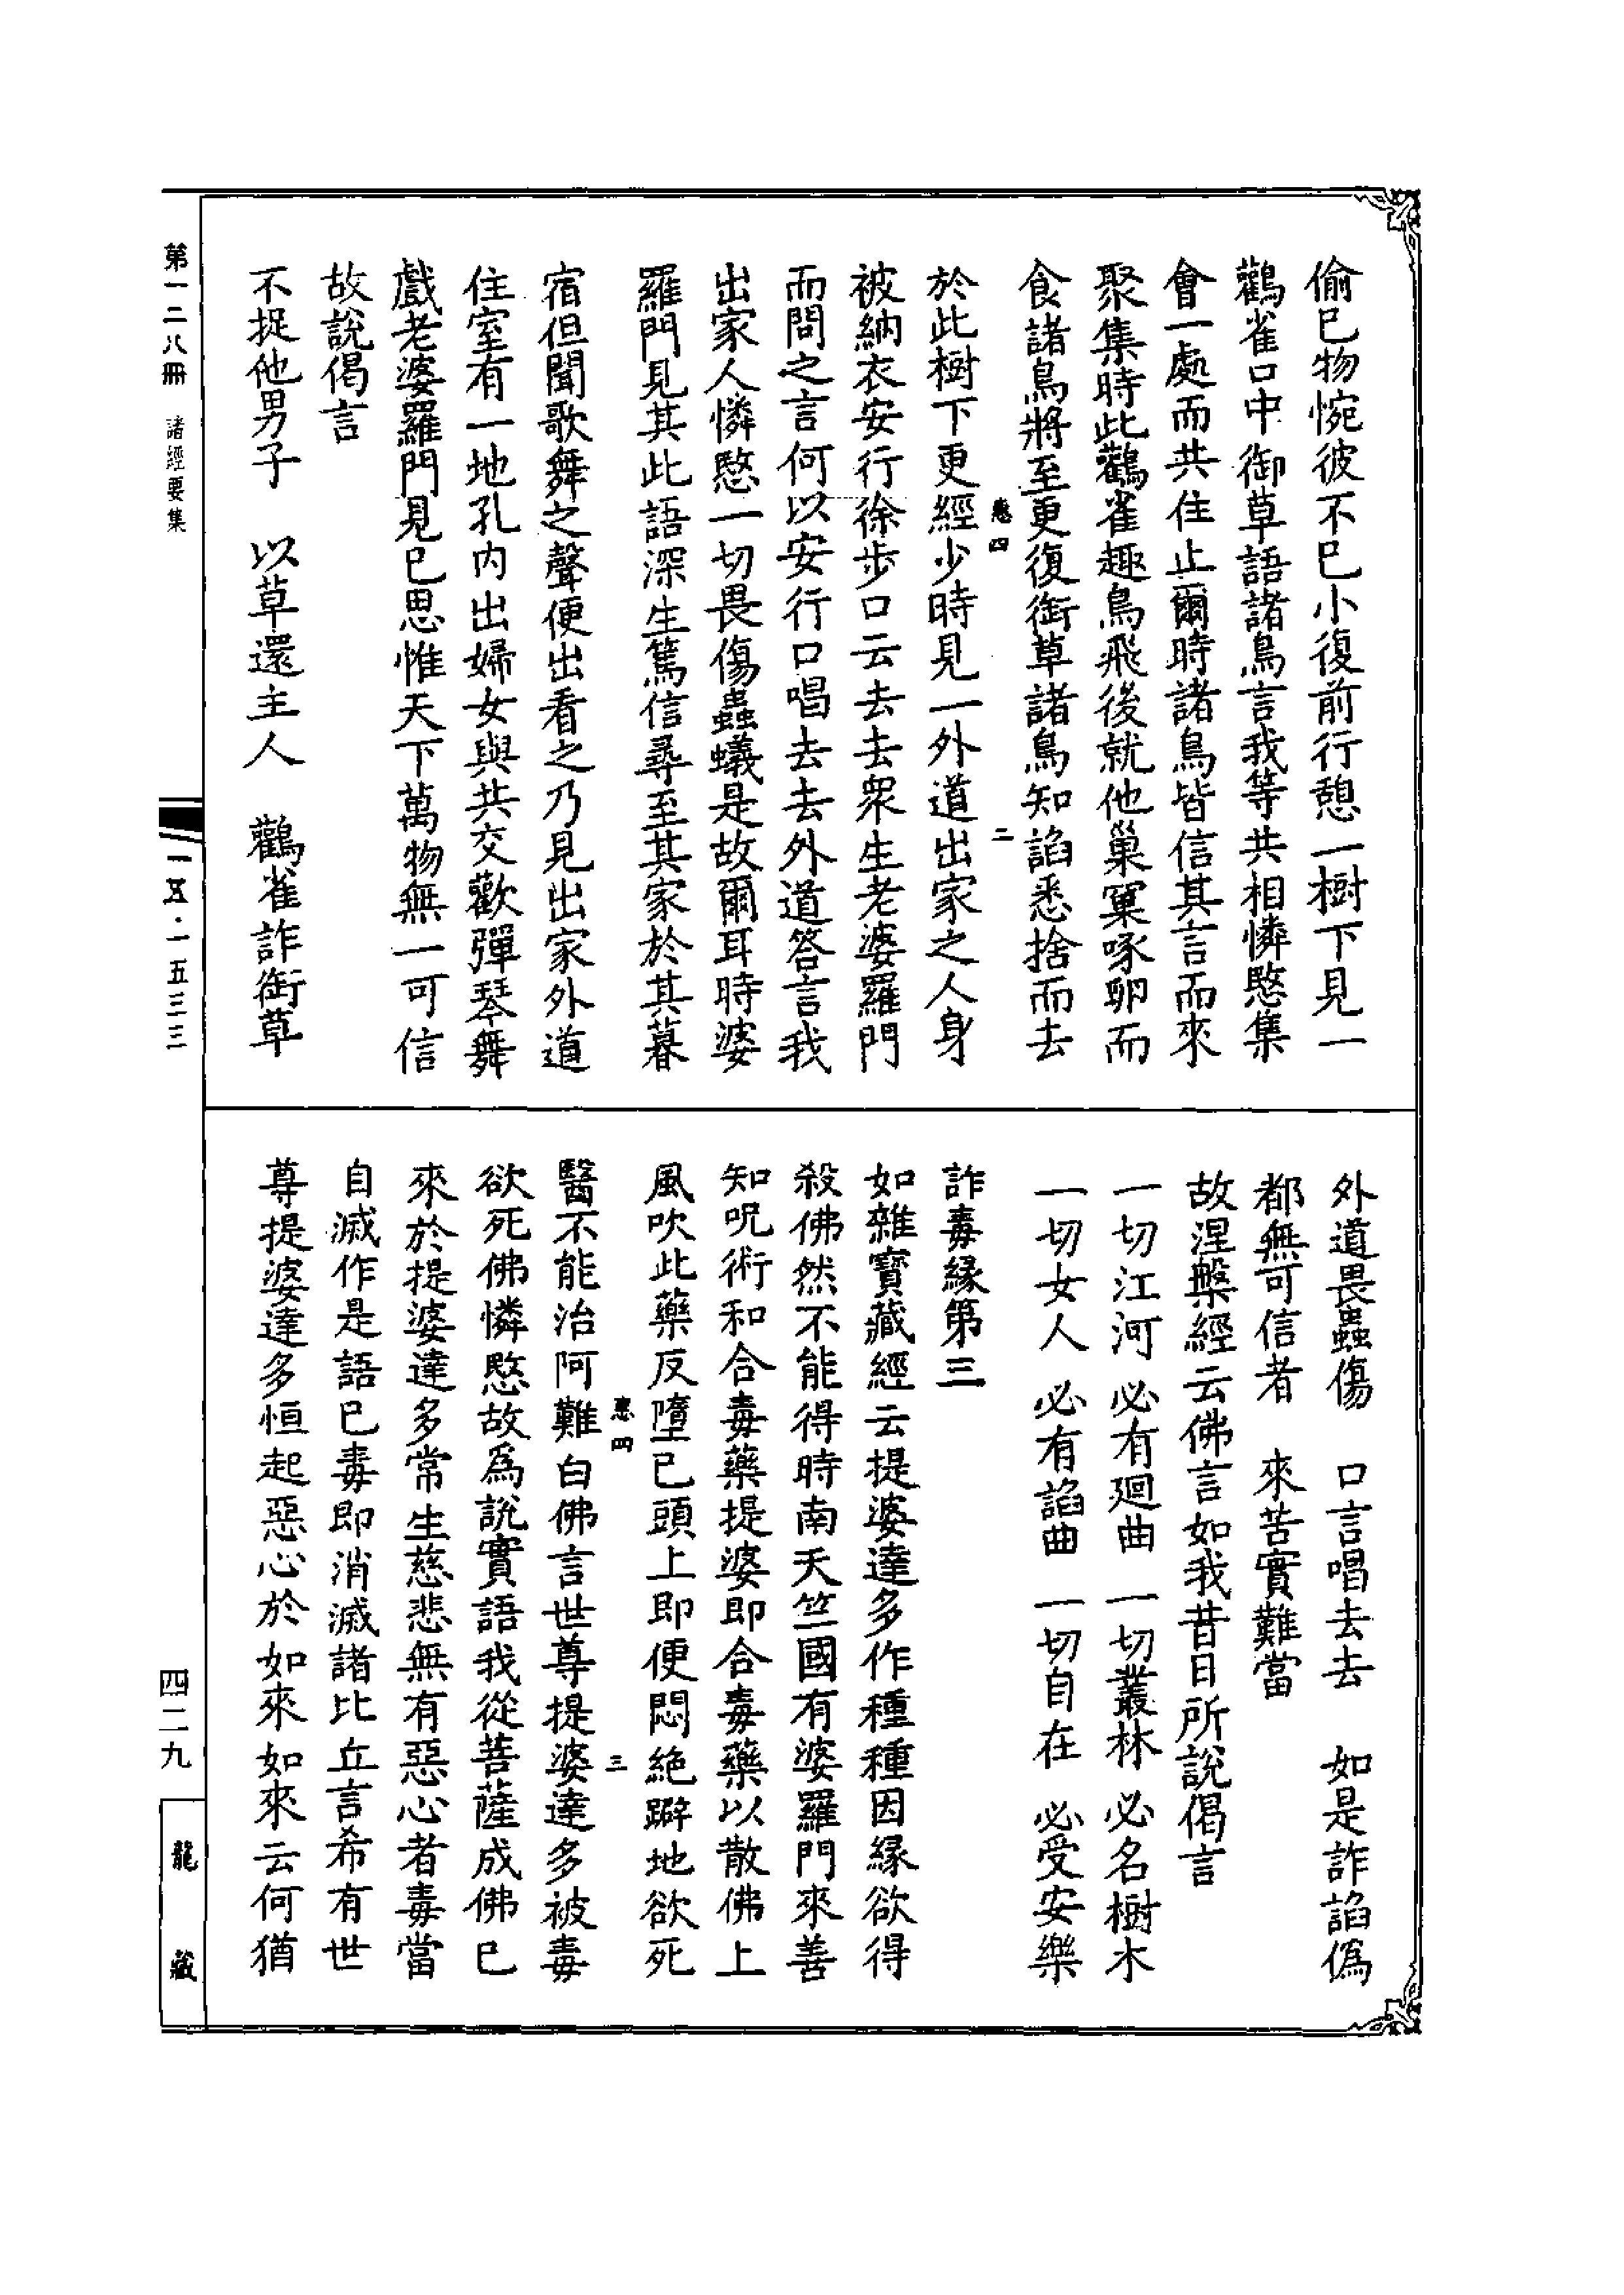 偷已物惋彼不已小復前行憩一樹下見一
鸛雀口中御草語諸鳥言我等共相憐愍集
會一處而共住止爾時諸鳥皆信其言而來
聚集時此鸛雀趣鳥飛後就他巢窠啄卵而
食諸鳥將至更復銜草諸鳥知諂悉捨而去
惠四 二
於此樹下更經少時見一外道出家之人身
被納衣安行徐步口云去去衆生老婆羅門
而問之言何以安行口唱去去外道答言我
出家人憐愍一切畏傷蟲蟻是故爾耳時婆
羅門見其此語深生篤信尋至其家於其暮
宿但聞歌舞之聲便出看之乃見出家外道
住室有一地孔內出婦女與共交歡彈琴舞
戲老婆羅門見已思惟天下萬物無一可信
故說偈言
不捉他男子 以草還主人 鸛雀詐銜草
外道畏蟲傷 口言唱去去 如是詐諂僞
都無可信者 來苦實難當
故涅槃經云佛言如我昔日所說偈言
一切江河 必有廻曲 一切叢林 必名樹木
一切女人 必有諂曲 一切自在 必受安樂
詐毒緣第三
如雜寶藏經云提婆達多作種種因緣欲得
殺佛然不能得時南天竺國有婆羅門來善
知呪術和合毒藥提婆即合毒藥以散佛上
風吹此藥反墮已頭上即便悶絕躃地欲死
惠四 三
醫不能治阿難白佛言世尊提婆達多被毒
欲死佛憐愍故爲說實語我從菩薩成佛已
來於提婆達多常生慈悲無有惡心者毒當
自滅作是語已毒即消滅諸比丘言希有世
尊提婆達多恒起惡心於如來如來云何猶
第一二八冊 諸經要集
一五·一五三三
四二九
龍藏